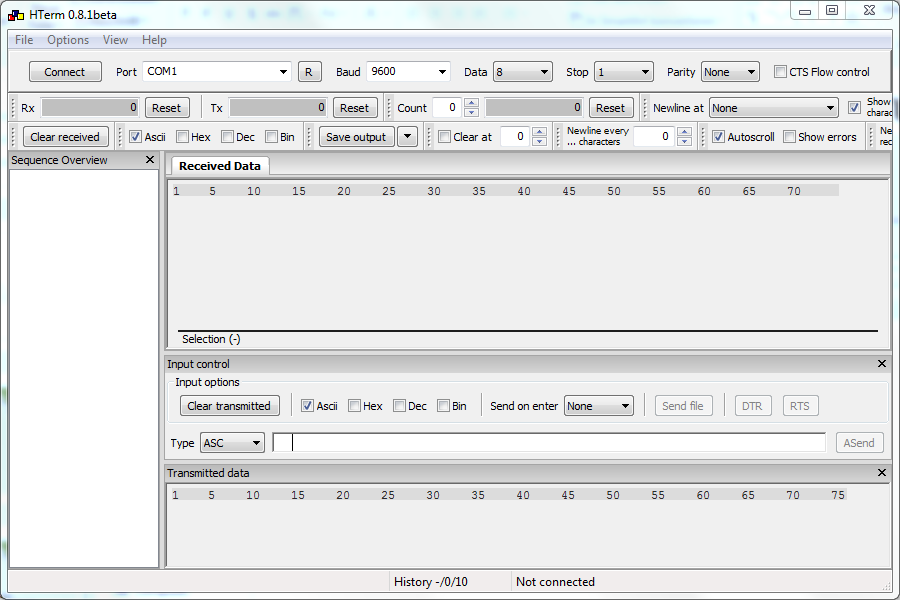 HTerm 0.8.1beta
File Options View Help
Connect Port COM1 R Baud 9600 Data 8 Stop 1 Parity None CTS Flow control
Rx 0 Reset Tx 0 Reset Count 0 0 Reset Newline at None Show
charac
Clear received Ascii Hex Dec Bin Save output Clear at 0 Newline every
... characters 0 Autoscroll Show errors Ne
rec
Sequence Overview
Received Data
1 5 10 15 20 25 30 35 40 45 50 55 60 65 70
Selection (-)
Input control
Input options
Clear transmitted Ascii Hex Dec Bin Send on enter None Send file DTR RTS
Type ASC ASend
Transmitted data
1 5 10 15 20 25 30 35 40 45 50 55 60 65 70 75
History -/0/10 Not connected